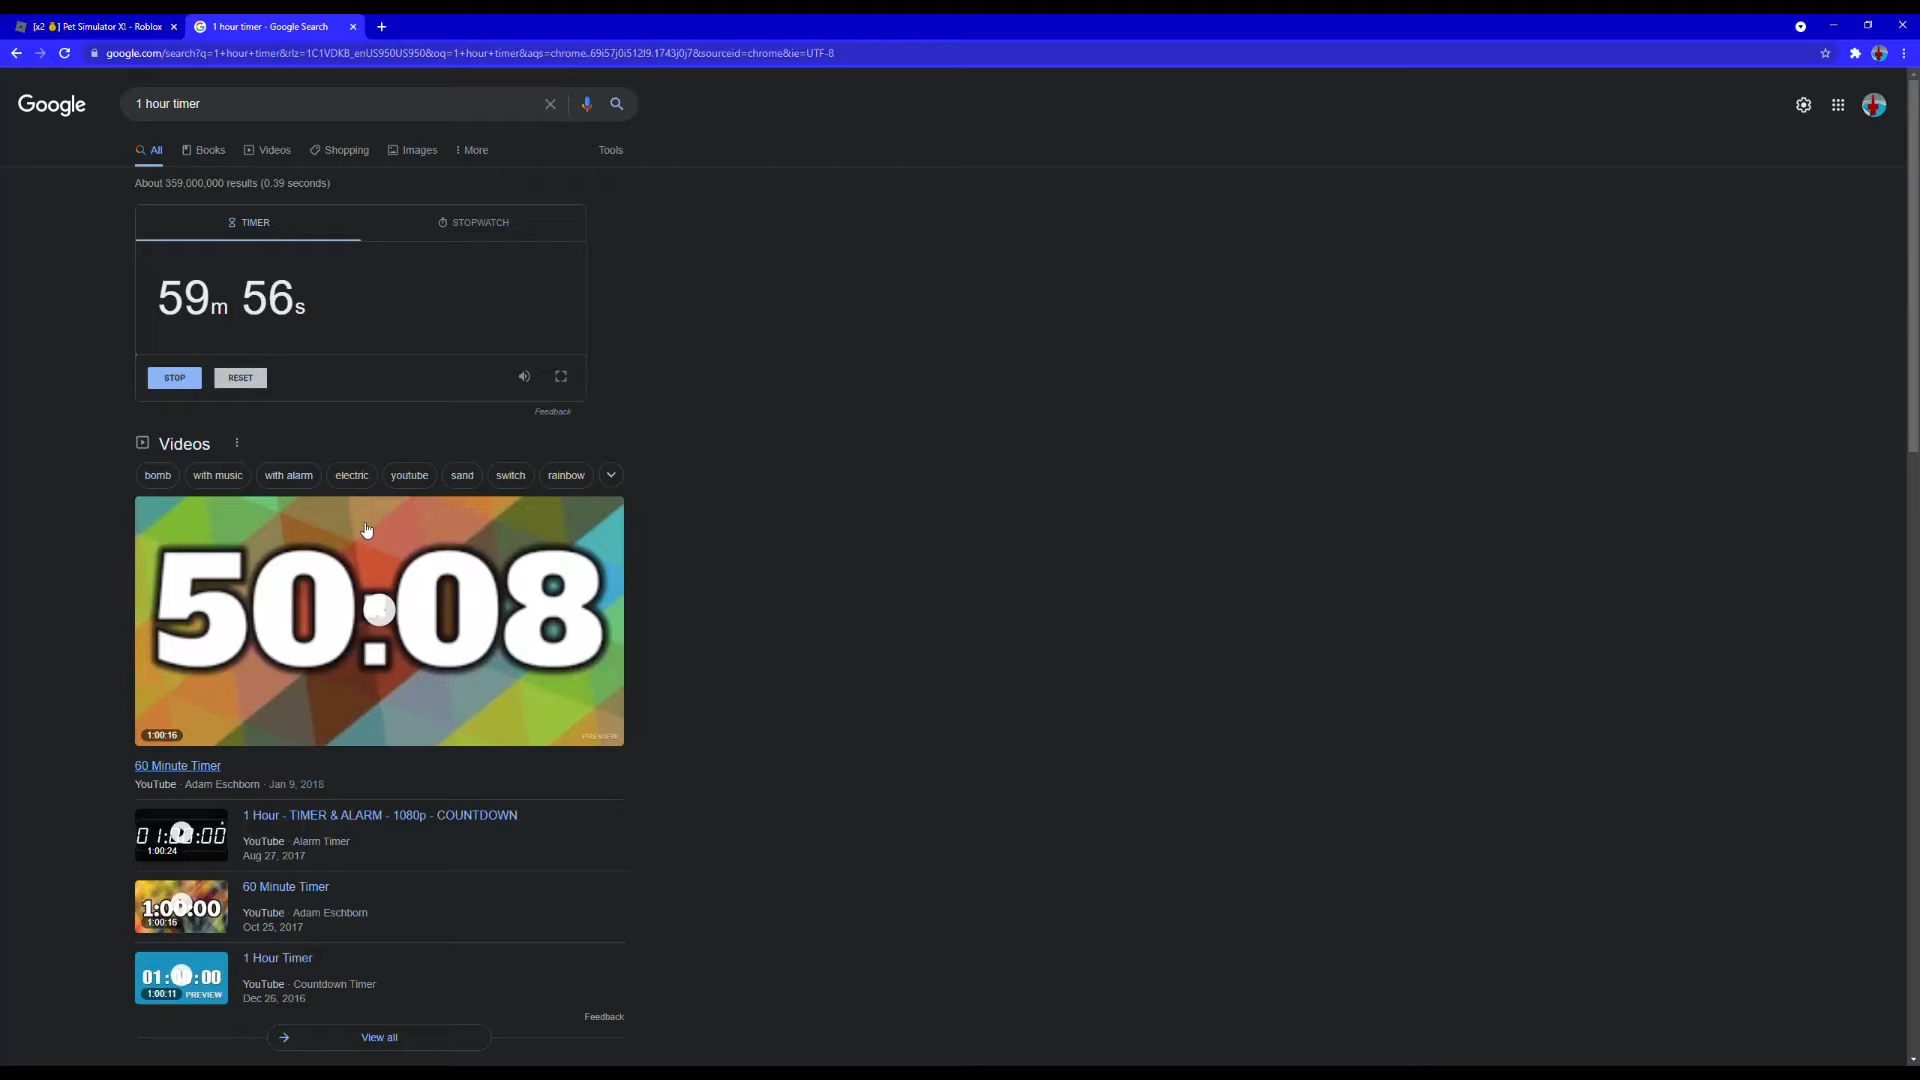 [x2 💰] Pet Simulator X! - Roblox
1 hour timer - Google Search
google.com/search?q=1+hour+timer&rlz=1C1VDKB_enUS950US950&oq=1+hour+timer&aqs=chrome..69i57j0i512l9.1743j0j7&sourceid=chrome&ie=UTF-8
Google
1 hour timer
All Books Videos Shopping Images More Tools
About 359,000,000 results (0.39 seconds)
TIMER STOPWATCH
59m 56s
STOP RESET
Feedback
Videos
bomb with music with alarm electric youtube sand switch rainbow
50:08
1:00:16 PREVIEW
60 Minute Timer
YouTube · Adam Eschborn · Jan 9, 2018
1 Hour - TIMER & ALARM - 1080p - COUNTDOWN
1:00:24
YouTube · Alarm Timer
Aug 27, 2017
60 Minute Timer
1:00:16
YouTube · Adam Eschborn
Oct 25, 2017
1 Hour Timer
1:00:11 PREVIEW
YouTube · Countdown Timer
Dec 26, 2016
Feedback
View all